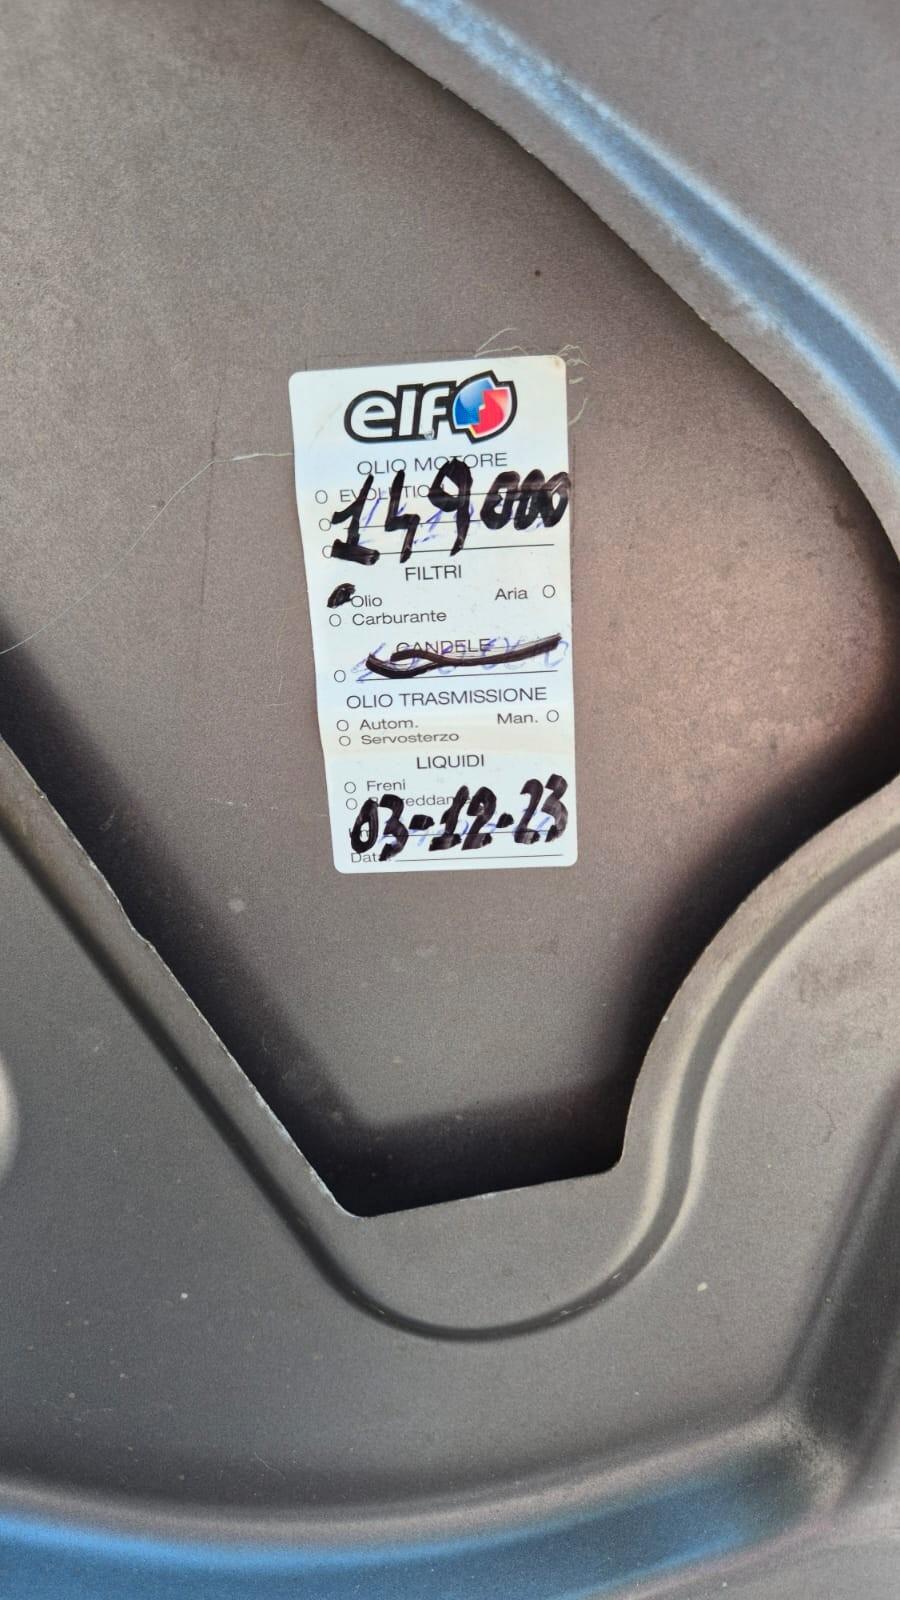 elf
OLIO MOTORE
149000
FILTRI
Olio Aria
Carburante
CANDELE
OLIO TRASMISSIONE
Autom. Man.
Servosterzo
LIQUIDI
Freni
03-12-23
Data